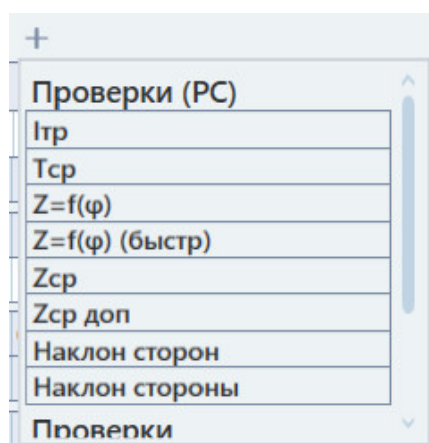 +
Проверки (РС)
Iтр
Тср
Z=f(φ)
Z=f(φ) (быстр)
Zср
Zср доп
Наклон сторон
Наклон стороны
Проверки